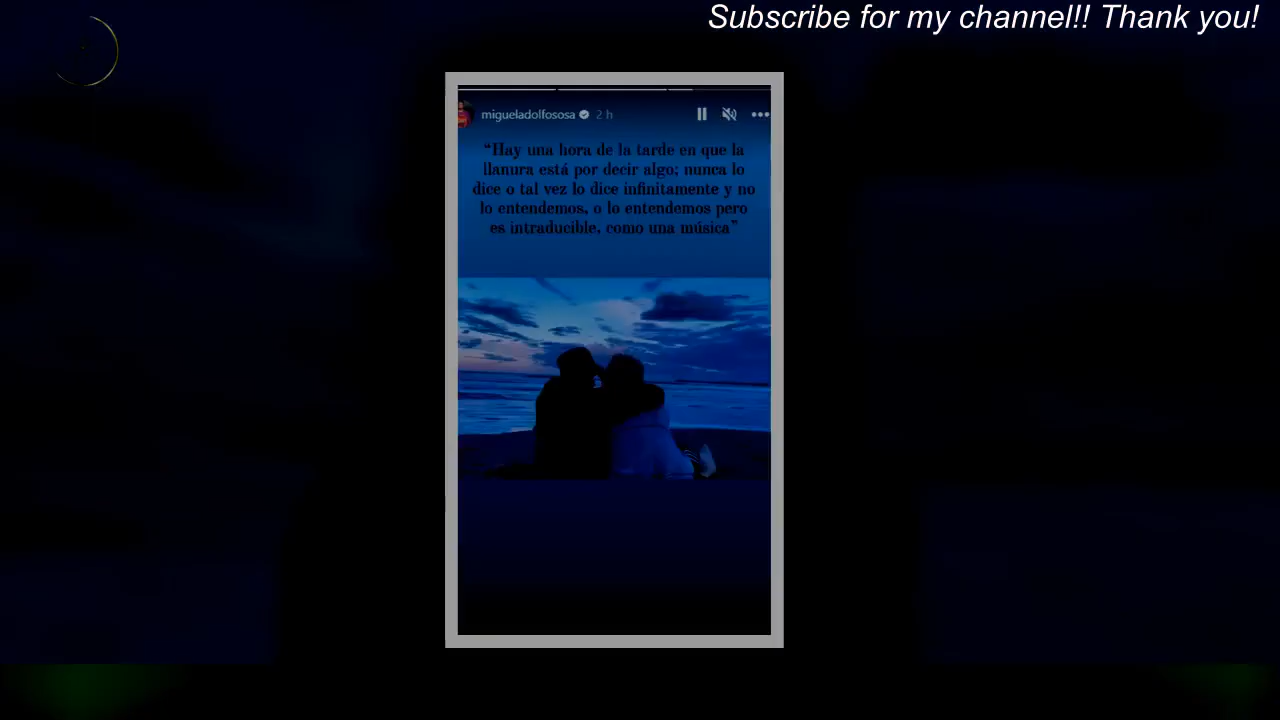 Subscribe for my channel!! Thank you!
migueladolfososa 2 h
“Hay una hora de la tarde en que la
llanura está por decir algo; nunca lo
dice o tal vez lo dice infinitamente y no
lo entendemos, o lo entendemos pero
es intraducible, como una música”